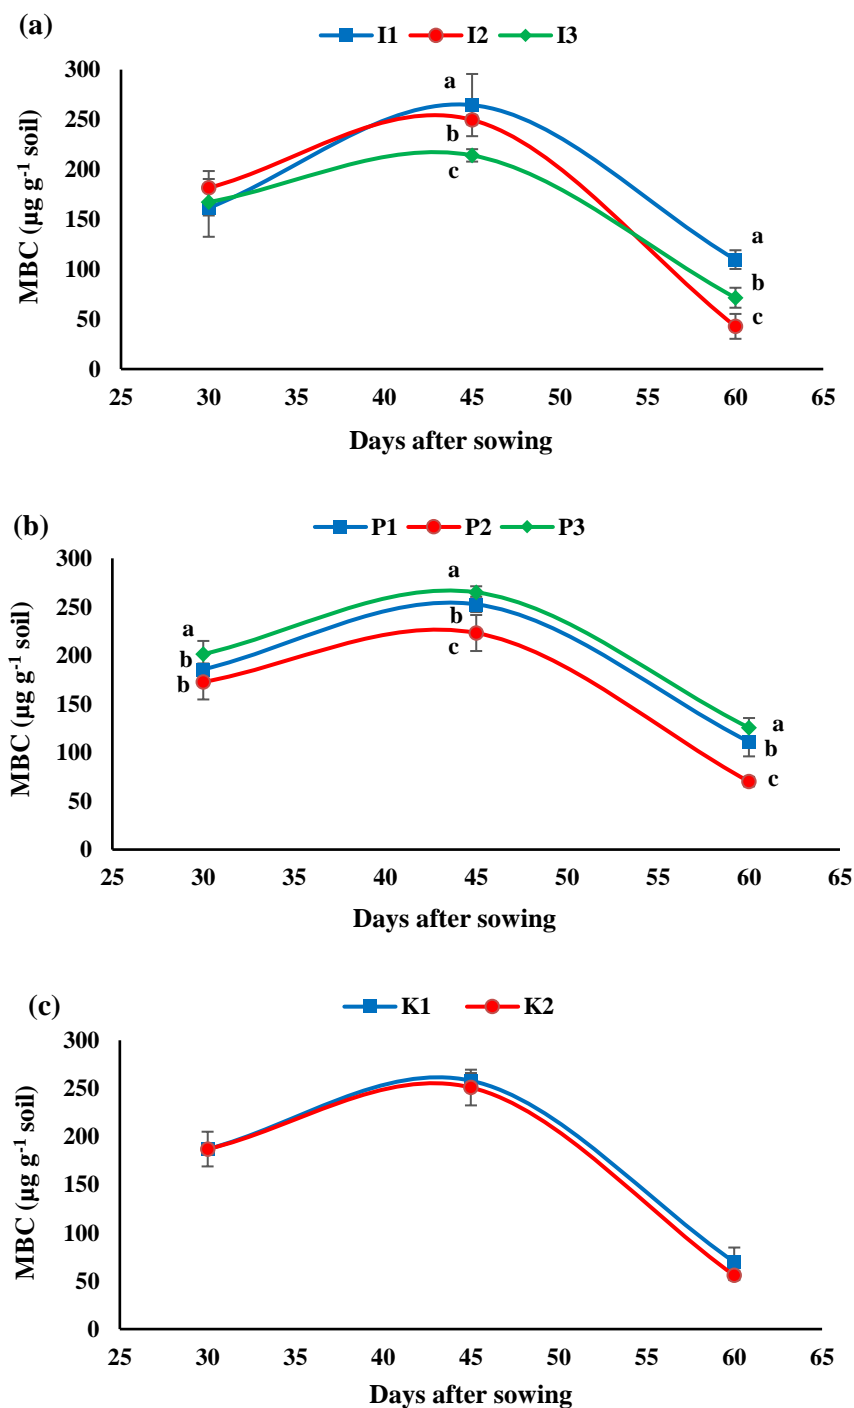 (a)
I1 I2 I3
300
250
200
150
100
50
0
MBC (µg g-1 soil)
a
b
c
a
b
c
25 30 35 40 45 50 55 60 65
Days after sowing
(b)
P1 P2 P3
300
250
200
150
100
50
0
MBC (µg g-1 soil)
a
b
b
a
b
c
a
b
c
25 30 35 40 45 50 55 60 65
Days after sowing
(c)
K1 K2
300
250
200
150
100
50
0
MBC (µg g-1 soil)
25 30 35 40 45 50 55 60 65
Days after sowing